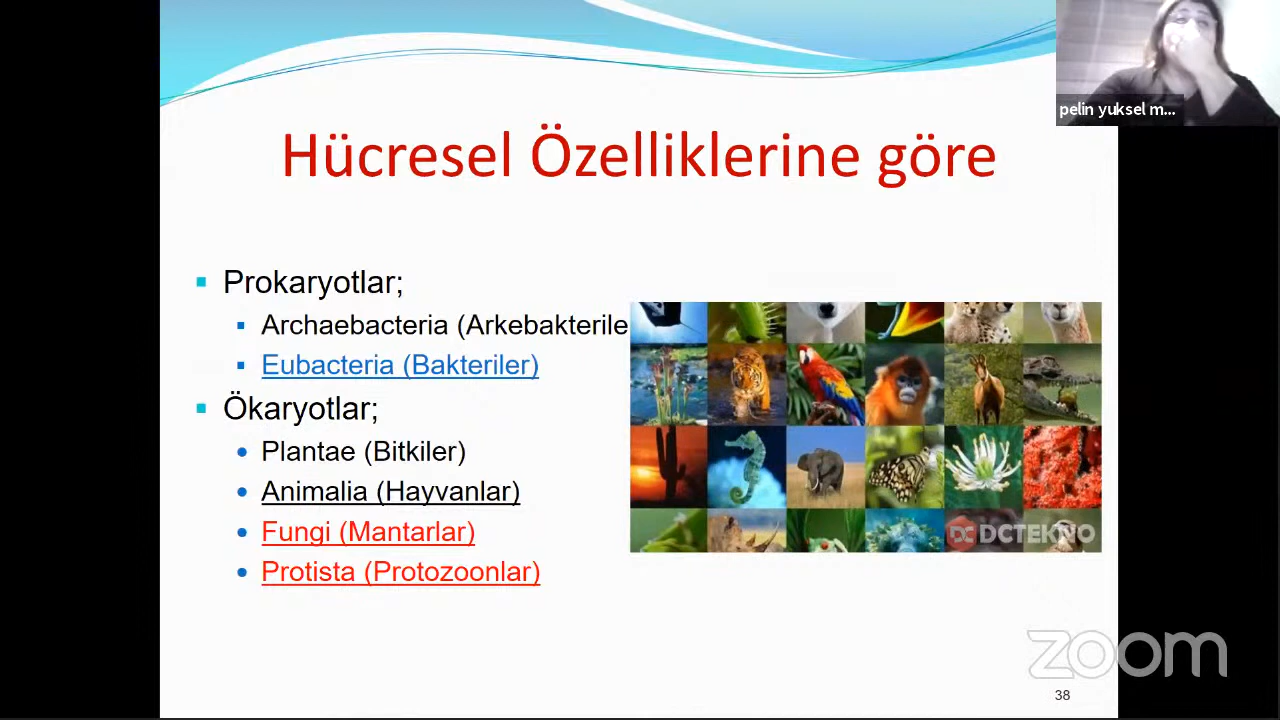 pelin yuksel m...
Hücresel Özelliklerine göre
Prokaryotlar;
Archaebacteria (Arkebakterile
Eubacteria (Bakteriler)
Ökaryotlar;
Plantae (Bitkiler)
Animalia (Hayvanlar)
Fungi (Mantarlar)
Protista (Protozoonlar)
DC DCTEKNO
zoom
38